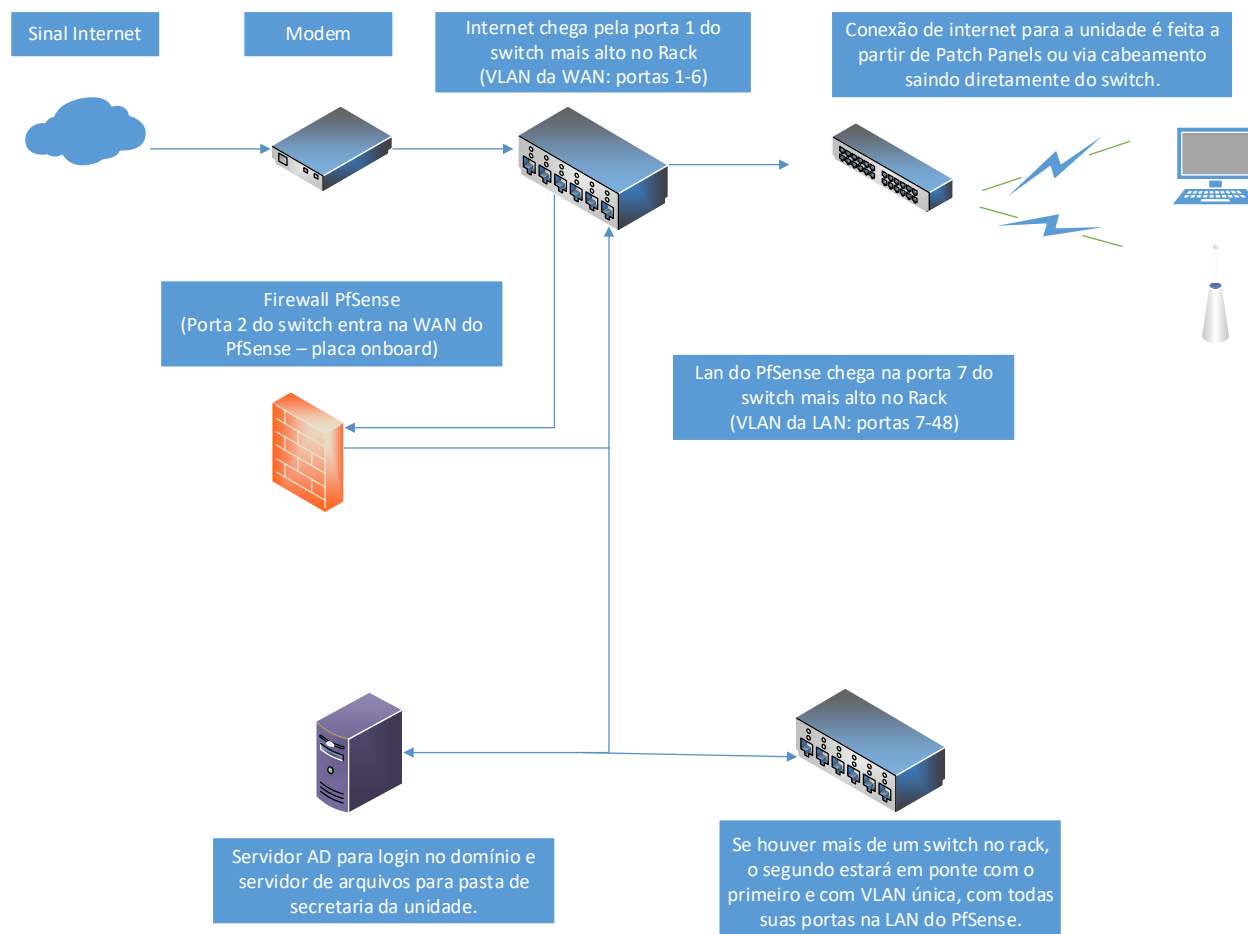 Sinal Internet
Modem
Internet chega pela porta 1 do
switch mais alto no Rack
(VLAN da WAN: portas 1-6)
Conexão de internet para a unidade é feita a
partir de Patch Panels ou via cabeamento
saindo diretamente do switch.
Firewall PfSense
(Porta 2 do switch entra na WAN do
PfSense – placa onboard)
Lan do PfSense chega na porta 7 do
switch mais alto no Rack
(VLAN da LAN: portas 7-48)
Servidor AD para login no domínio e
servidor de arquivos para pasta de
secretaria da unidade.
Se houver mais de um switch no rack,
o segundo estará em ponte com o
primeiro e com VLAN única, com todas
suas portas na LAN do PfSense.